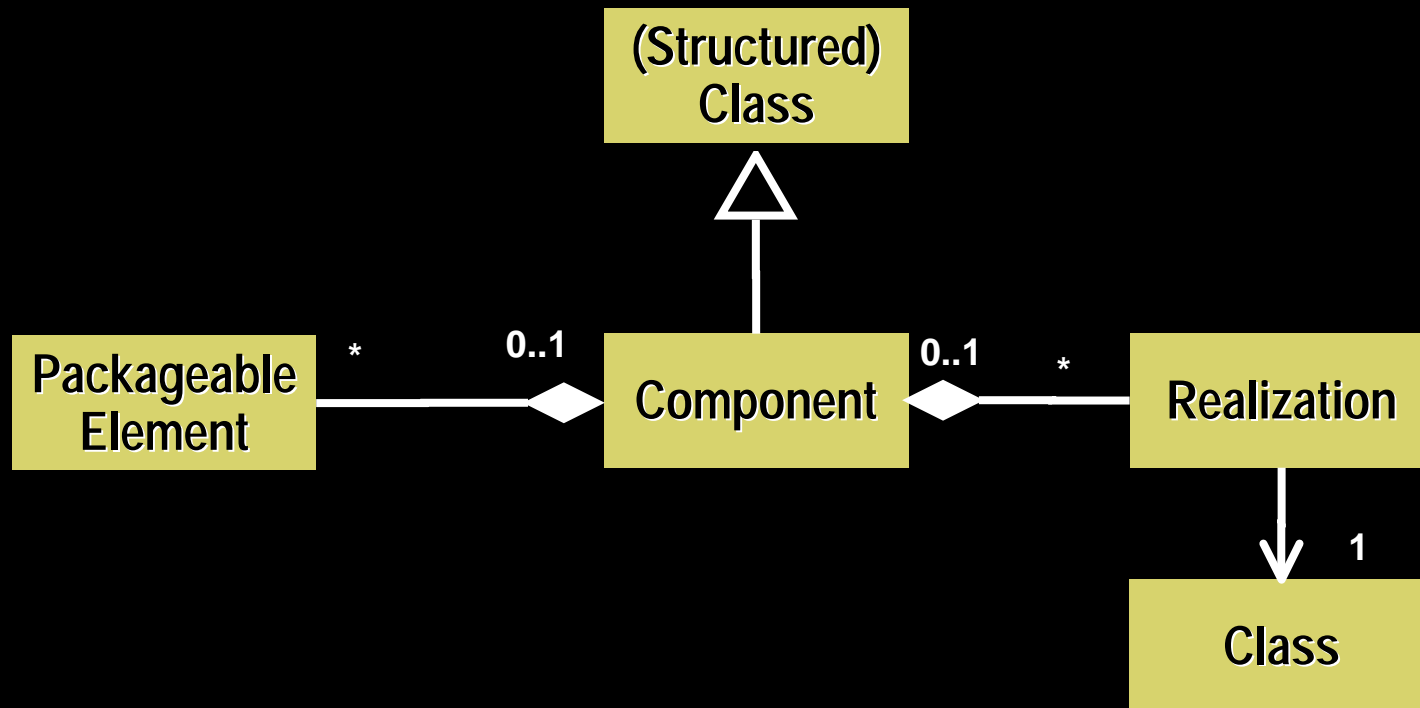 (Structured)
Class
*
0..1
0..1
*
Packageable
Element
Component
Realization
1
Class